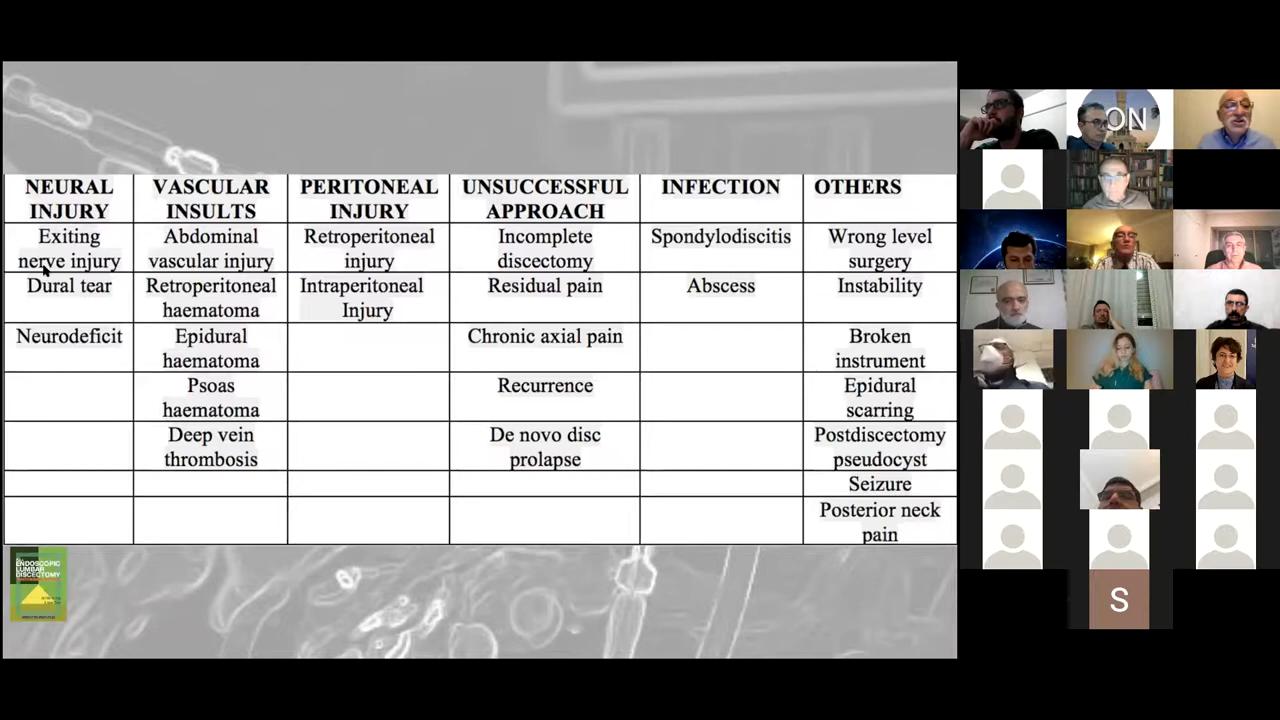 NEURAL INJURY
VASCULAR INSULTS
PERITONEAL INJURY
UNSUCCESSFUL APPROACH
INFECTION
OTHERS
Exiting nerve injury
Abdominal vascular injury
Retroperitoneal injury
Incomplete discectomy
Spondylodiscitis
Wrong level surgery
Dural tear
Retroperitoneal haematoma
Intraperitoneal Injury
Residual pain
Abscess
Instability
Neurodeficit
Epidural haematoma
Chronic axial pain
Broken instrument
Psoas haematoma
Recurrence
Epidural scarring
Deep vein thrombosis
De novo disc prolapse
Postdiscectomy pseudocyst
Seizure
Posterior neck pain
ENDOSCOPIC
LUMBAR
DISCECTOMY
ON
S